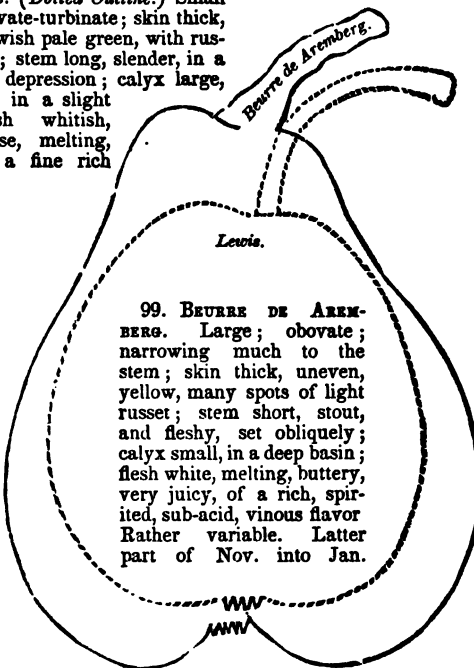 (Dotted Outline.) Small
vate-turbinate; skin thick,
wish pale green, with rus-
; stem long, slender, in a
depression; calyx large,
in a slight
sh whitish,
se, melting,
a fine rich
Beurre de Aremberg.
Lewis.
99. BEURRE DE AREM-
BERG. Large; obovate;
narrowing much to the
stem; skin thick, uneven,
yellow, many spots of light
russet; stem short, stout,
and fleshy, set obliquely;
calyx small, in a deep basin;
flesh white, melting, buttery,
very juicy, of a rich, spir-
ited, sub-acid, vinous flavor
Rather variable. Latter
part of Nov. into Jan.